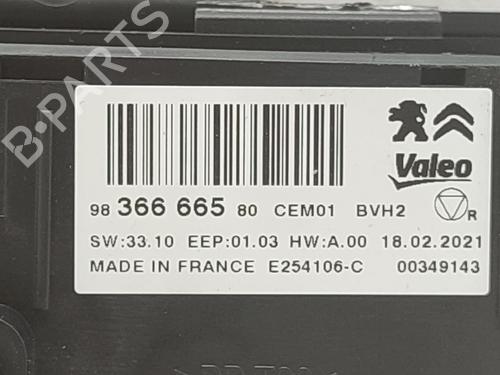 B-PARTS
Valeo
98 366 665 80 CEM01 BVH2 R
SW:33.10 EEP:01.03 HW:A.00 18.02.2021
MADE IN FRANCE E254106-C 00349143